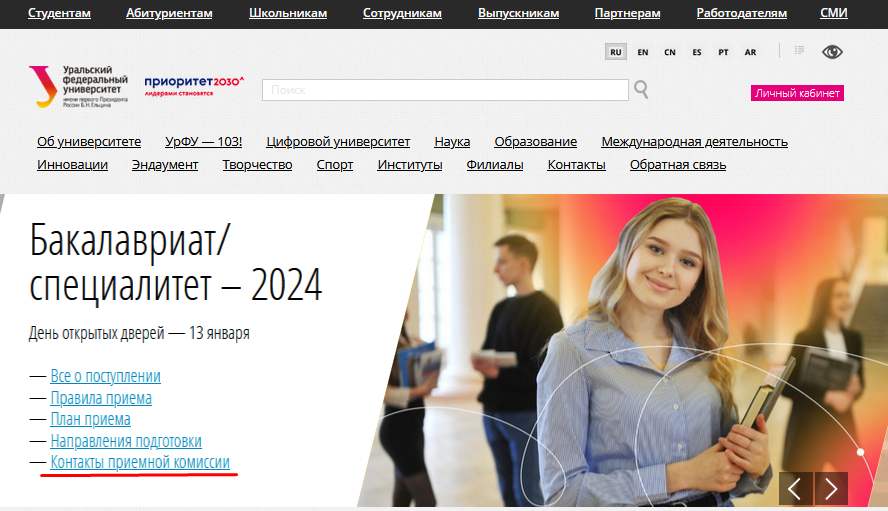 Студентам Абитуриентам Школьникам Сотрудникам Выпускникам Партнерам Работодателям СМИ
RU EN CN ES PT AR
Уральский
федеральный
университет
имени первого Президента
России Б.Н. Ельцина
приоритет2030^
лидерами становятся
Поиск
Личный кабинет
Об университете УрФУ — 103! Цифровой университет Наука Образование Международная деятельность
Инновации Эндаумент Творчество Спорт Институты Филиалы Контакты Обратная связь
Бакалавриат/
специалитет – 2024
День открытых дверей — 13 января
— Все о поступлении
— Правила приема
— План приема
— Направления подготовки
— Контакты приемной комиссии